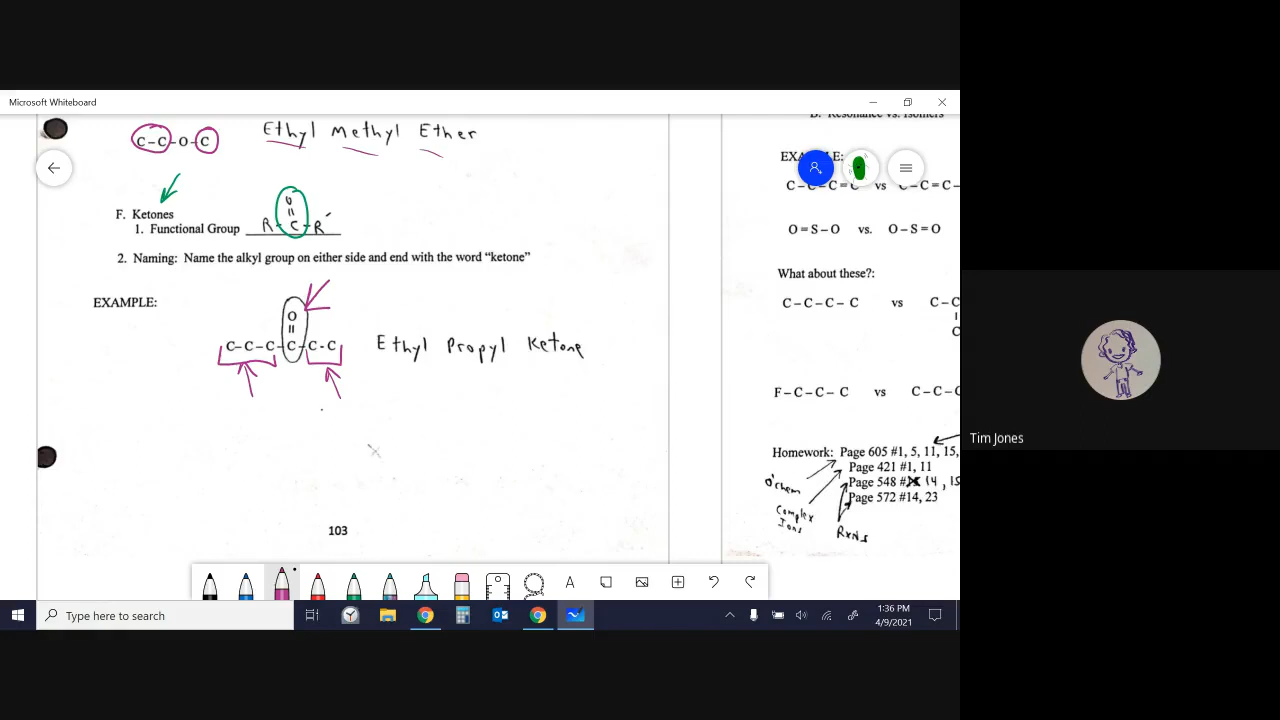 Microsoft Whiteboard
C-C-O-C
Ethyl Methyl Ether
F. Ketones
O
=
1. Functional Group R-C-R'
2. Naming: Name the alkyl group on either side and end with the word “ketone”
EXAMPLE:
O
=
C-C-C-C-C-C
Ethyl Propyl Ketone
103
Resonance vs. Isomers
C-C-C=C vs C-C=C-
O=S-O vs. O-S=O
What about these?:
C-C-C-C vs C-C
F-C-C-C vs C-C-C
Homework: Page 605 #1, 5, 11, 15,
Page 421 #1, 11
Page 548 # 14, 15
Page 572 #14, 23
O'chem
Complex
Ions
RxNs
Tim Jones
Type here to search
1:36 PM
4/9/2021